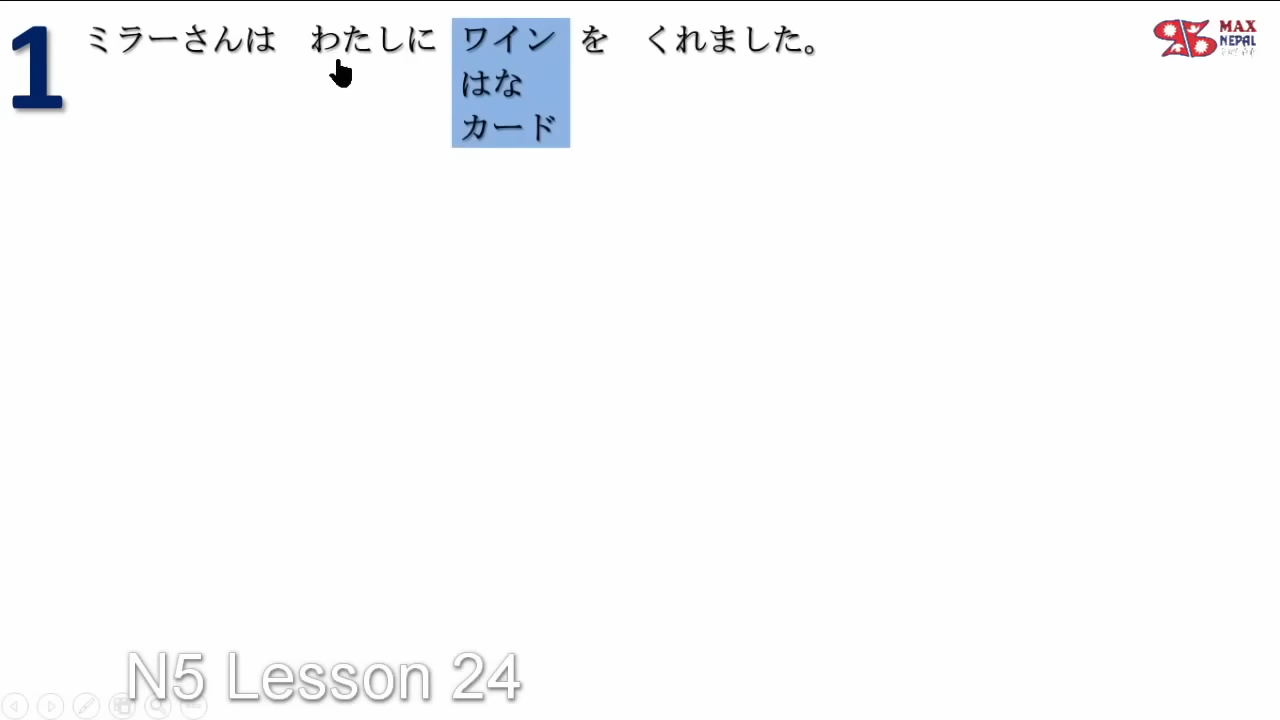 1 ミラーさんは わたしに ワイン を くれました。
はな
カード
MAX
NEPAL
N5 Lesson 24